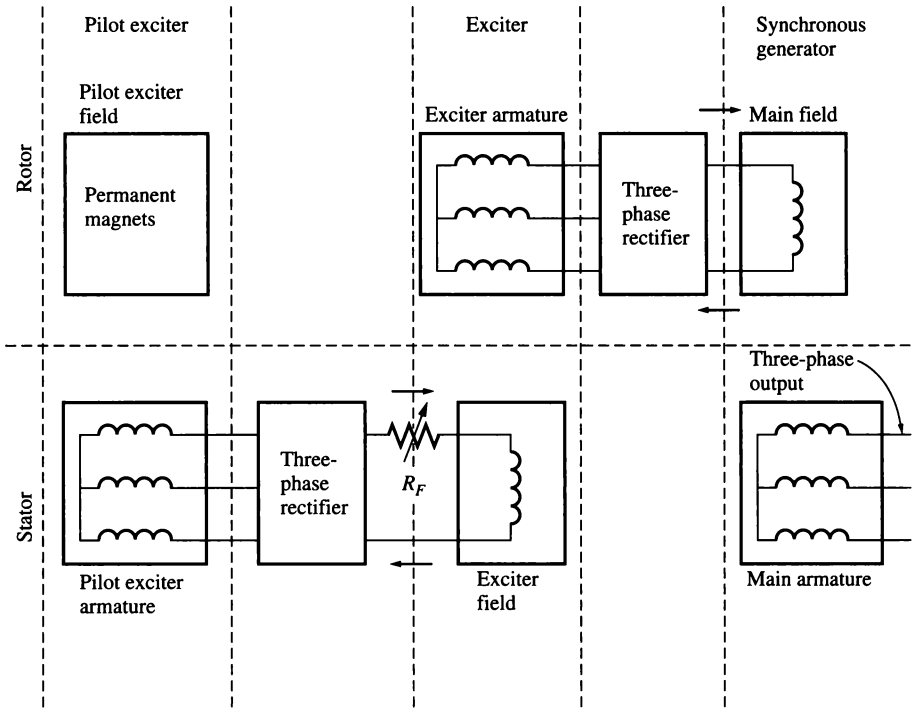 Pilot exciter
Exciter
Synchronous
generator
Rotor
Pilot exciter
field
Permanent
magnets
Exciter armature
Three-
phase
rectifier
Main field
Stator
Pilot exciter
armature
Three-
phase
rectifier
R_F
Exciter
field
Three-phase
output
Main armature